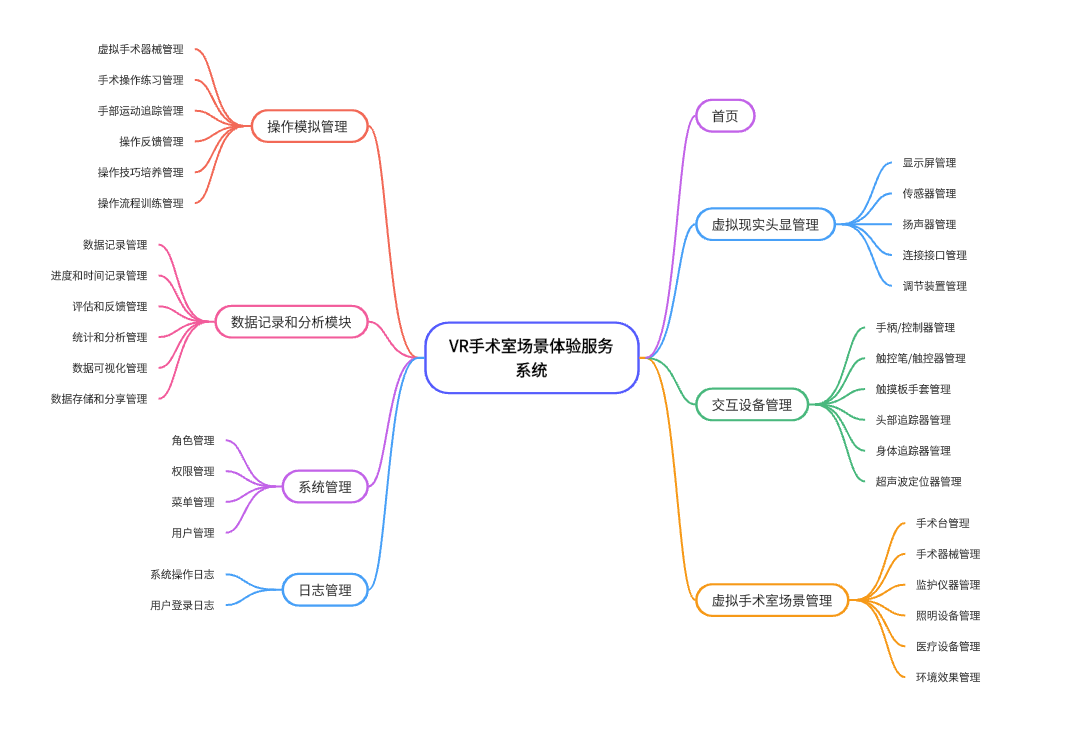 VR手术室场景体验服务
系统
首页
虚拟现实头显管理
显示屏管理
传感器管理
扬声器管理
连接接口管理
调节装置管理
交互设备管理
手柄/控制器管理
触控笔/触控器管理
触摸板手套管理
头部追踪器管理
身体追踪器管理
超声波定位器管理
虚拟手术室场景管理
手术台管理
手术器械管理
监护仪器管理
照明设备管理
医疗设备管理
环境效果管理
操作模拟管理
虚拟手术器械管理
手术操作练习管理
手部运动追踪管理
操作反馈管理
操作技巧培养管理
操作流程训练管理
数据记录和分析模块
数据记录管理
进度和时间记录管理
评估和反馈管理
统计和分析管理
数据可视化管理
数据存储和分享管理
系统管理
角色管理
权限管理
菜单管理
用户管理
日志管理
系统操作日志
用户登录日志